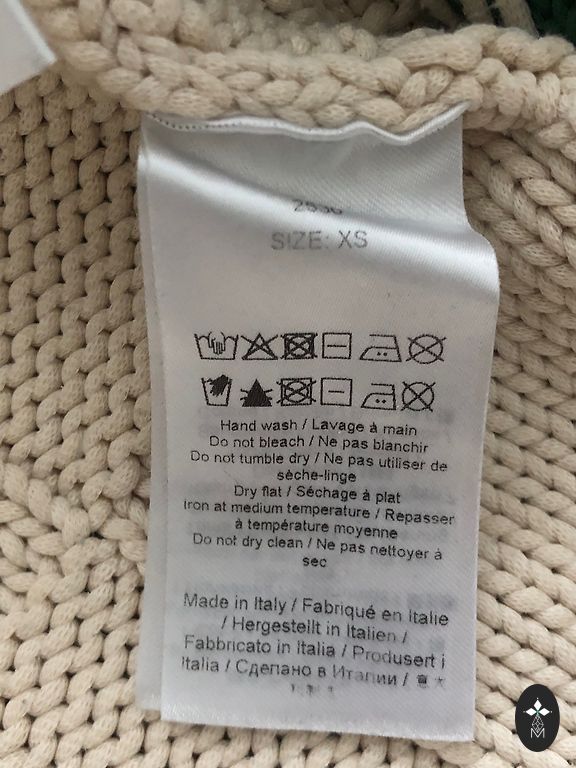 SIZE: XS
Hand wash / Lavage à main
Do not bleach / Ne pas blanchir
Do not tumble dry / Ne pas utiliser de
sèche-linge
Dry flat / Séchage à plat
Iron at medium temperature / Repasser
à température moyenne
Do not dry clean / Ne pas nettoyer à
sec
Made in Italy / Fabriqué en Italie
/ Hergestellt in Italien /
Fabbricato in Italia / Produsert i
Italia / Сделано в Италии /